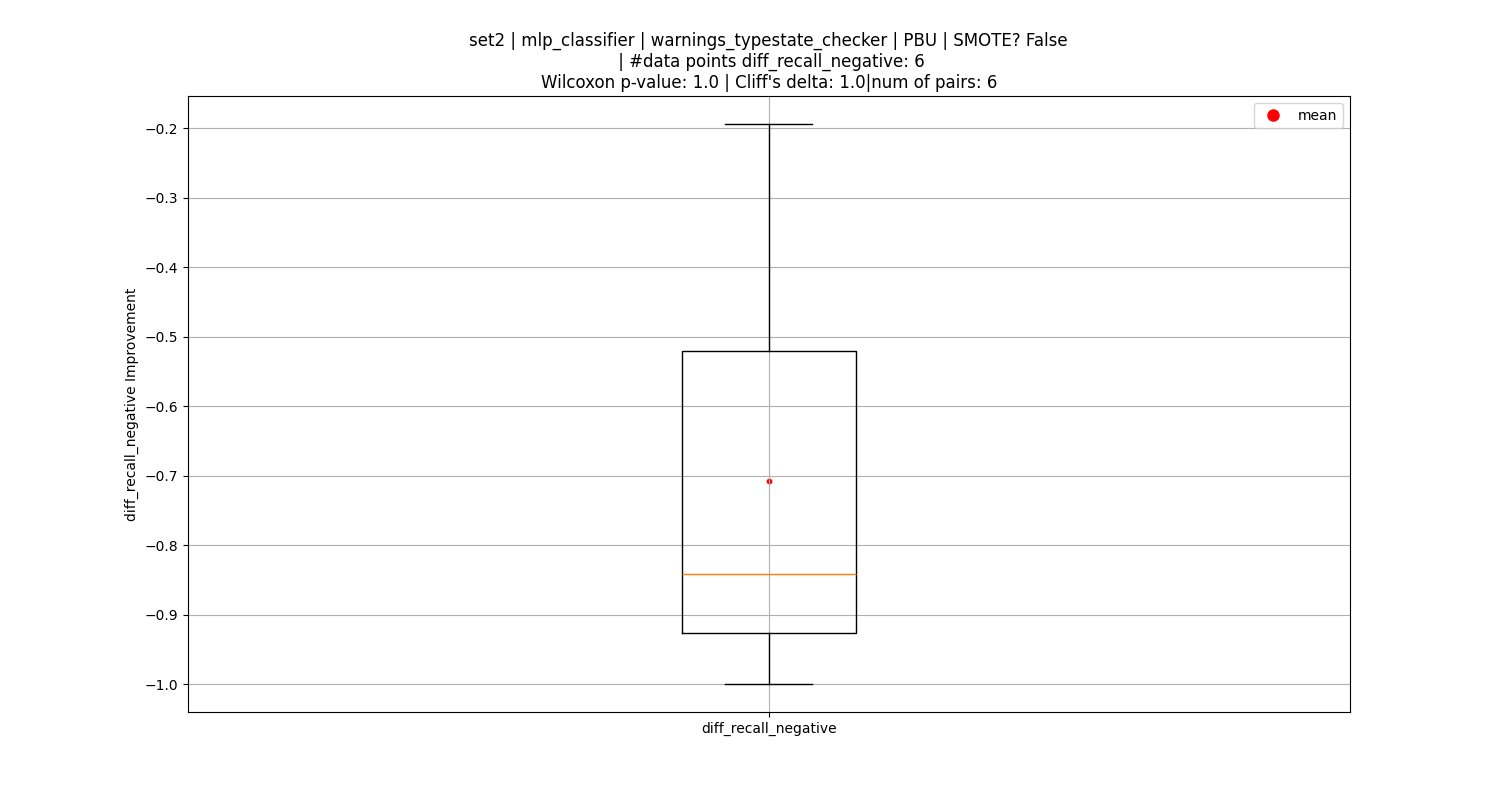 set2 | mlp_classifier | warnings_typestate_checker | PBU | SMOTE? False
| #data points diff_recall_negative: 6
Wilcoxon p-value: 1.0 | Cliff's delta: 1.0|num of pairs: 6
mean
−0.2
−0.3
−0.4
−0.5
−0.6
−0.7
−0.8
−0.9
−1.0
diff_recall_negative Improvement
diff_recall_negative